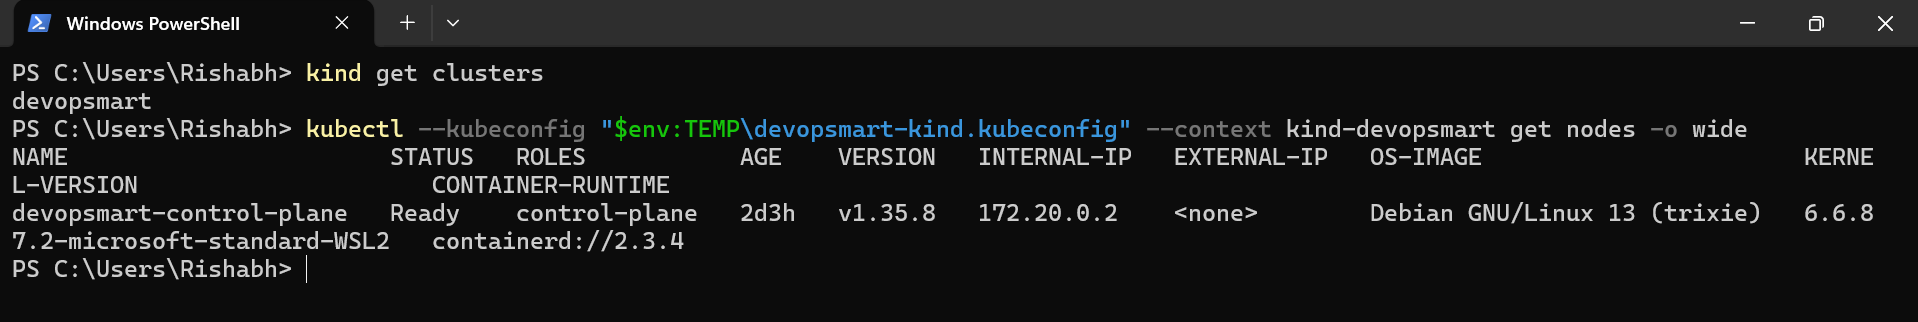 Windows PowerShell
PS C:\Users\Rishabh> kind get clusters
devopsmart
PS C:\Users\Rishabh> kubectl --kubeconfig "$env:TEMP\devopsmart-kind.kubeconfig" --context kind-devopsmart get nodes -o wide
NAME                       STATUS   ROLES           AGE    VERSION   INTERNAL-IP   EXTERNAL-IP   OS-IMAGE                       KERNE
L-VERSION                     CONTAINER-RUNTIME
devopsmart-control-plane   Ready    control-plane   2d3h   v1.35.8   172.20.0.2    <none>        Debian GNU/Linux 13 (trixie)   6.6.8
7.2-microsoft-standard-WSL2   containerd://2.3.4
PS C:\Users\Rishabh>